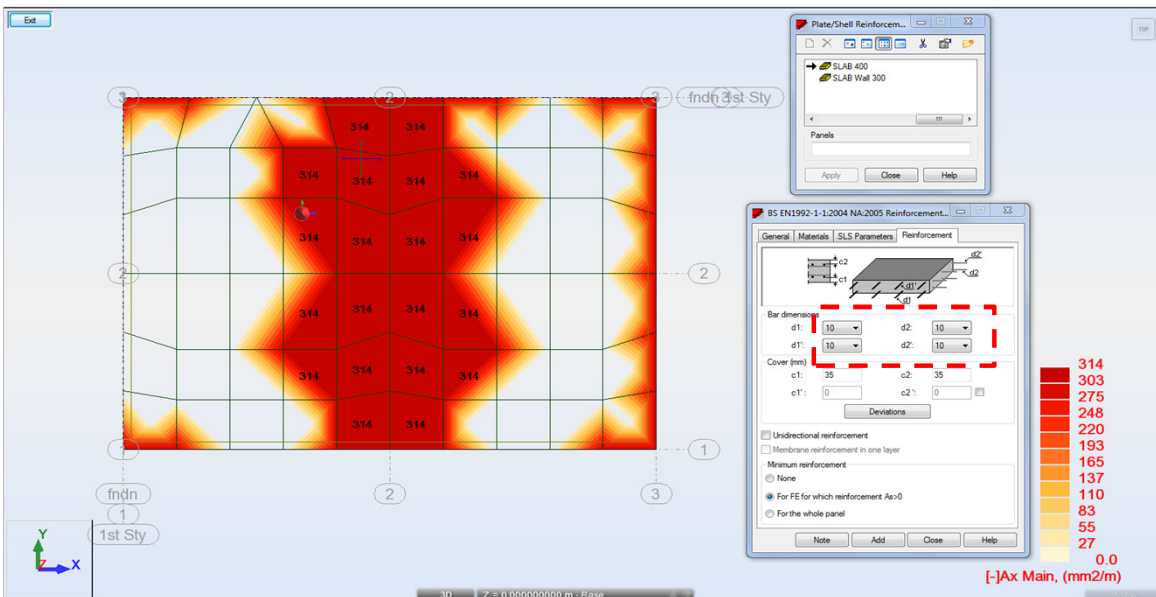 Exit
Plate/Shell Reinforcem...
TOP
SLAB 400
SLAB Wall 300
Panels
Apply Close Help
3 2 3 fndn 3 1st Sty
314 314
314 314 314
314 314 314 314
2 2
314 314 314 314
314 314 314 314
314 314
1 1
fndn 2 3
1
1st Sty
Y
Z X
BS EN1992-1-1:2004 NA:2005 Reinforcement...
General Materials SLS Parameters Reinforcement
c2
c1
d2'
d2
d1'
d1
Bar dimensions
d1: 10 d2: 10
d1': 10 d2': 10
Cover (mm)
c1: 35 c2: 35
c1': 0 c2': 0
Deviations
Unidirectional reinforcement
Membrane reinforcement in one layer
Minimum reinforcement
None
For FE for which reinforcement As>0
For the whole panel
Note Add Close Help
314
303
275
248
220
193
165
137
110
83
55
27
0.0
[-]Ax Main, (mm2/m)
3D Z = 0.000000000 m - Base